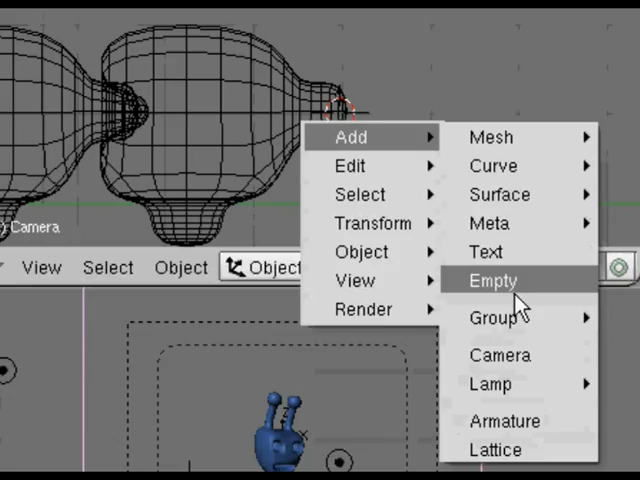 Add
Edit
Select
Transform
Object
View
Render
Mesh
Curve
Surface
Meta
Text
Empty
Group
Camera
Lamp
Armature
Lattice
) Camera
View Select Object Object